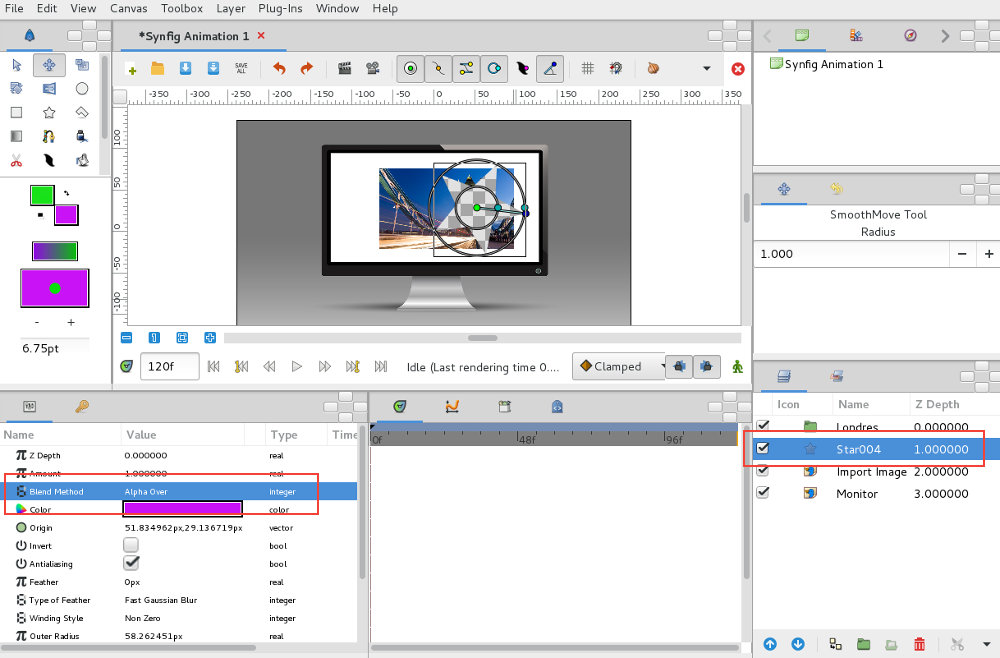 File Edit View Canvas Toolbox Layer Plug-Ins Window Help
*Synfig Animation 1
SAVE
ALL
-350 -300 -250 -200 -150 -100 -50 0 50 100 150 200 250 300 350
100
50
0
-50
-100
6.75pt
120f
Idle (Last rendering time 0....
Clamped
Synfig Animation 1
SmoothMove Tool
Radius
1.000
Icon Name Z Depth
Londres 0.000000
Star004 1.000000
Import Image 2.000000
Monitor 3.000000
Name Value Type Time
Z Depth 0.000000 real
Amount 1.000000 real
Blend Method Alpha Over integer
Color color
Origin 51.834962px,29.136719px vector
Invert bool
Antialiasing bool
Feather 0px real
Type of Feather Fast Gaussian Blur integer
Winding Style Non Zero integer
Outer Radius 58.262451px real
0f 48f 96f